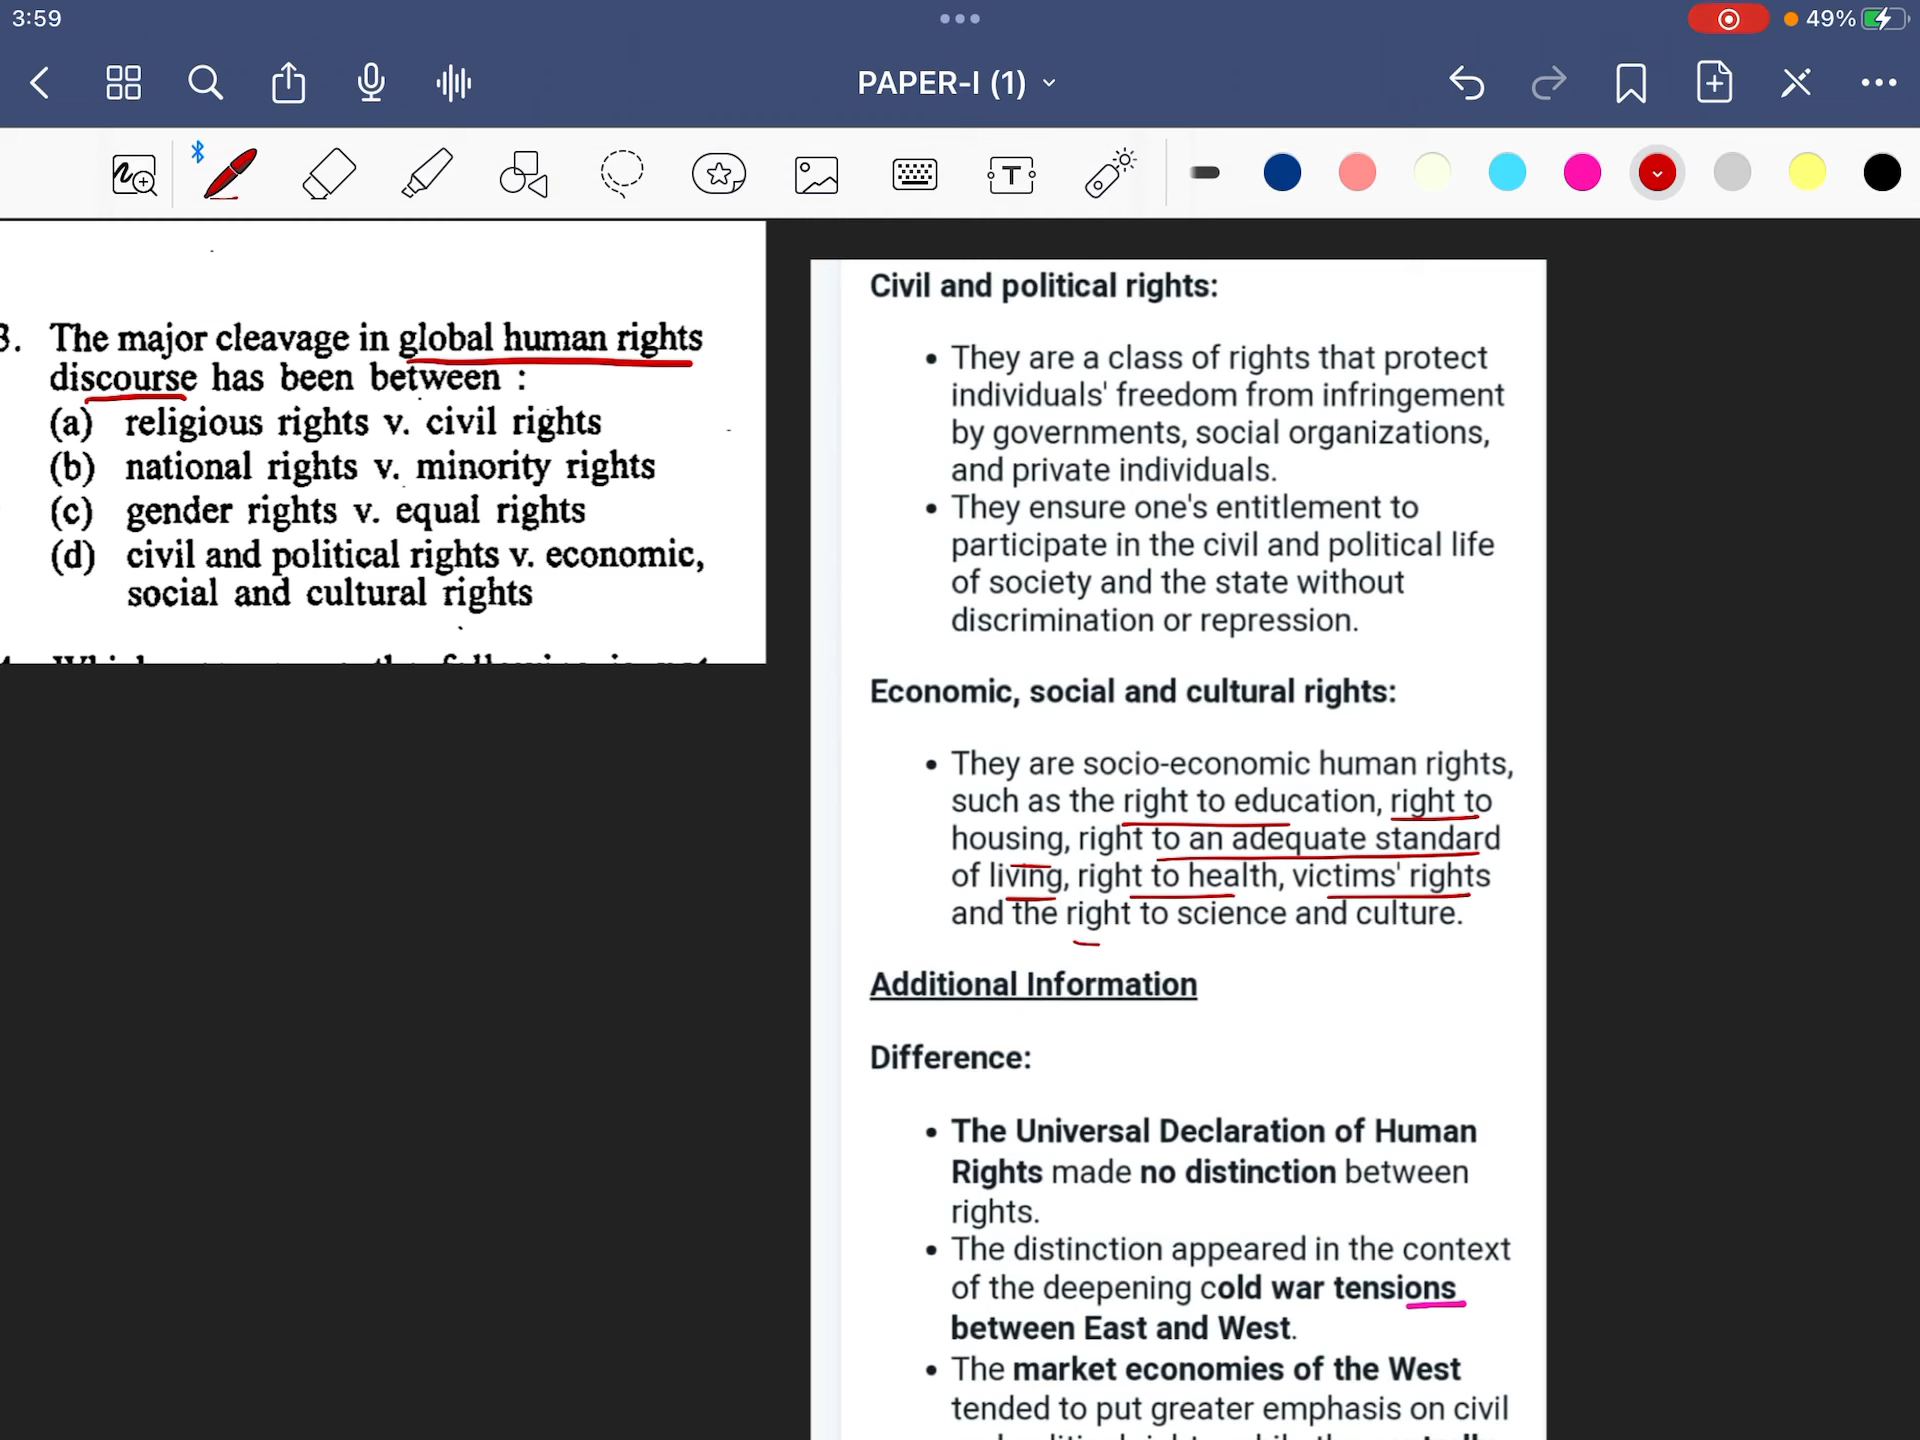 3:59
49%
PAPER-I (1)
3. The major cleavage in global human rights
discourse has been between :
(a) religious rights v. civil rights
(b) national rights v. minority rights
(c) gender rights v. equal rights
(d) civil and political rights v. economic,
social and cultural rights
Civil and political rights:
• They are a class of rights that protect
individuals' freedom from infringement
by governments, social organizations,
and private individuals.
• They ensure one's entitlement to
participate in the civil and political life
of society and the state without
discrimination or repression.
Economic, social and cultural rights:
• They are socio-economic human rights,
such as the right to education, right to
housing, right to an adequate standard
of living, right to health, victims' rights
and the right to science and culture.
Additional Information
Difference:
• The Universal Declaration of Human
Rights made no distinction between
rights.
• The distinction appeared in the context
of the deepening cold war tensions
between East and West.
• The market economies of the West
tended to put greater emphasis on civil